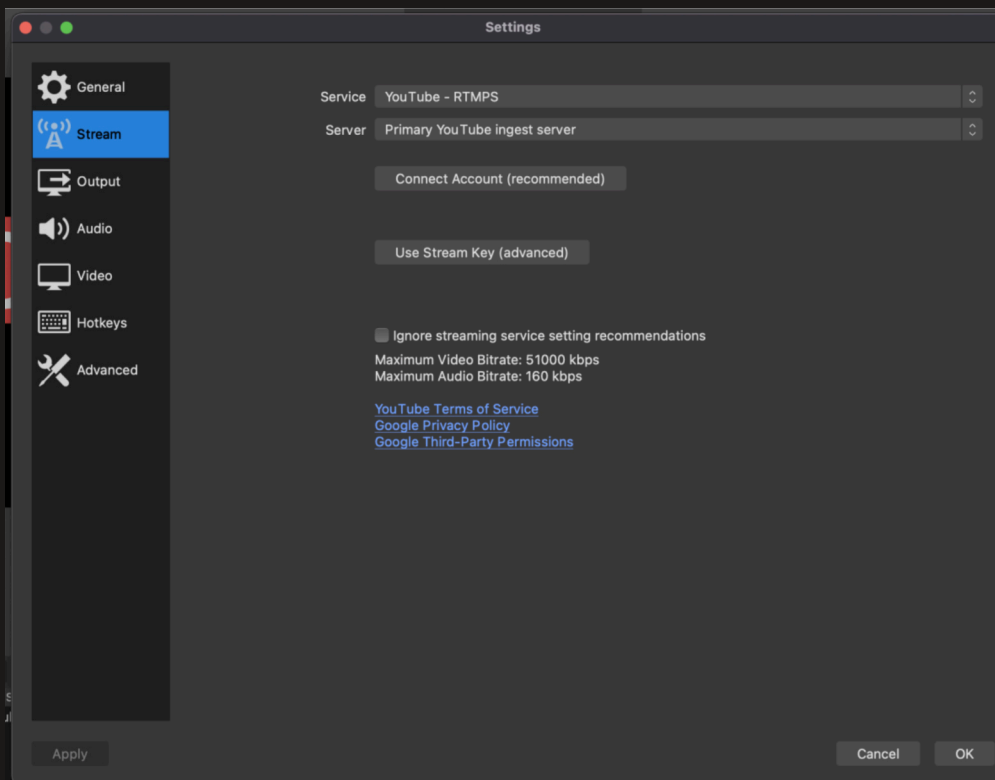 Settings
General
Stream
Output
Audio
Video
Hotkeys
Advanced
Service YouTube - RTMPS
Server Primary YouTube ingest server
Connect Account (recommended)
Use Stream Key (advanced)
Ignore streaming service setting recommendations
Maximum Video Bitrate: 51000 kbps
Maximum Audio Bitrate: 160 kbps
YouTube Terms of Service
Google Privacy Policy
Google Third-Party Permissions
Apply
Cancel
OK